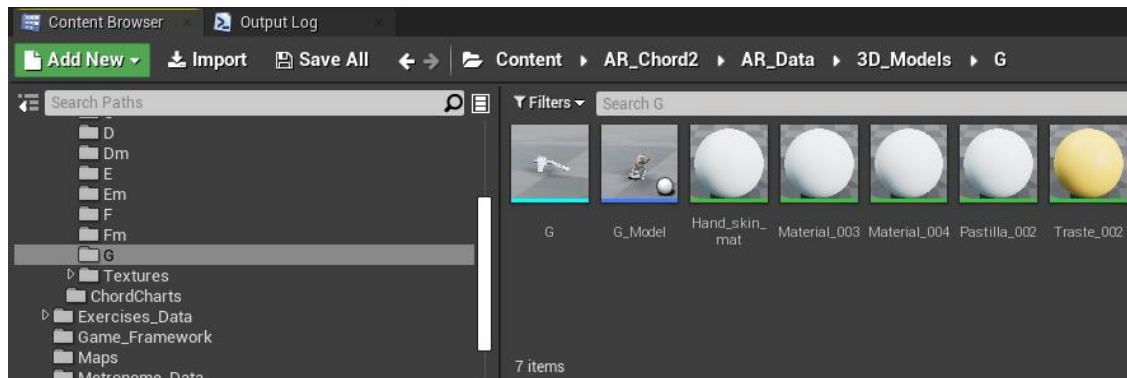 Content Browser
Output Log
Add New
Import
Save All
Content
AR_Chord2
AR_Data
3D_Models
G
Search Paths
D
Dm
E
Em
F
Fm
G
Textures
ChordCharts
Exercises_Data
Game_Framework
Maps
Metronome_Data
Filters
Search G
G
G_Model
Hand_skin_
mat
Material_003
Material_004
Pastilla_002
Traste_002
7 items